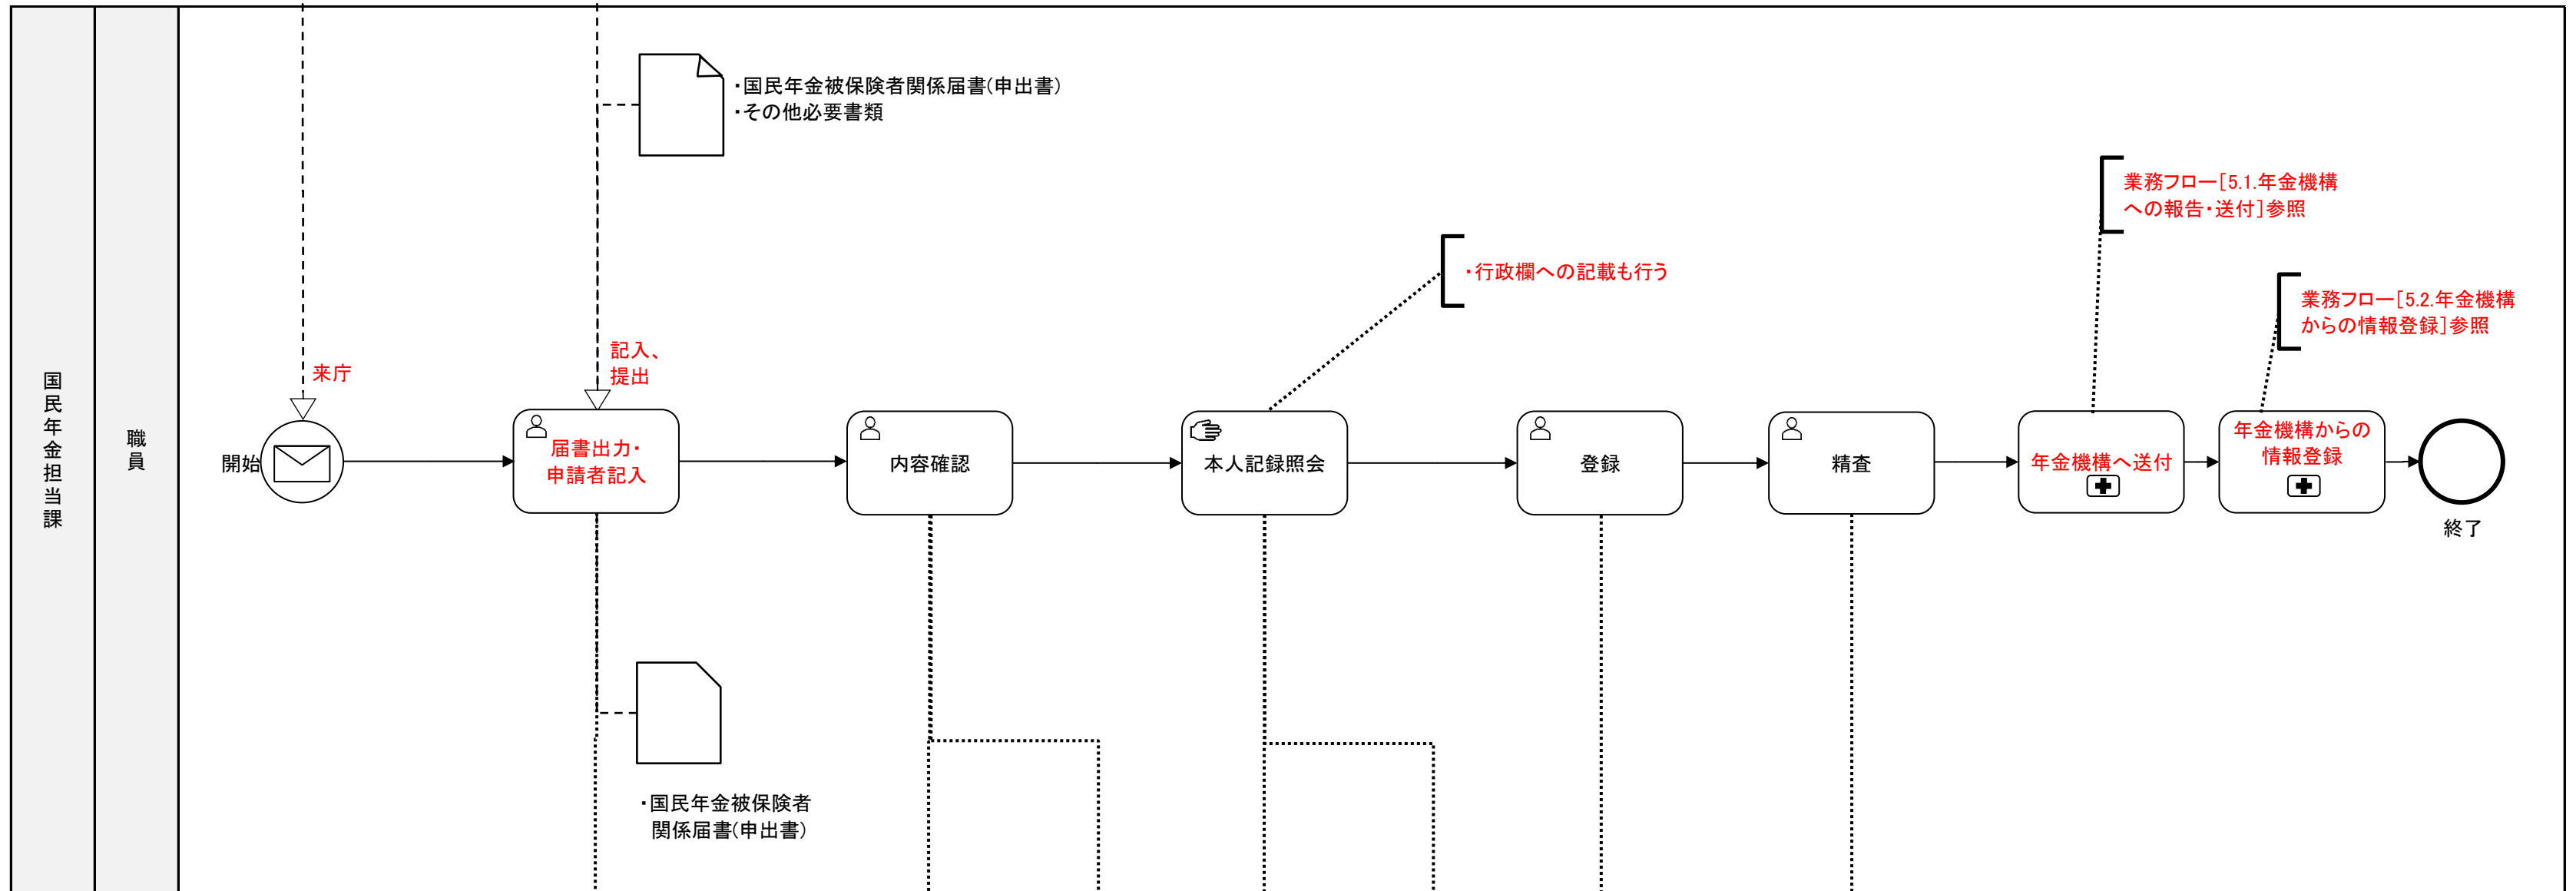 国民年金担当課
職員
・国民年金被保険者関係届書(申出書)
・その他必要書類
業務フロー[5.1.年金機構
への報告・送付]参照
・行政欄への記載も行う
業務フロー[5.2.年金機構
からの情報登録]参照
来庁
記入、
提出
開始
届書出力・
申請者記入
内容確認
本人記録照会
登録
精査
年金機構へ送付
年金機構からの
情報登録
終了
・国民年金被保険者
関係届書(申出書)